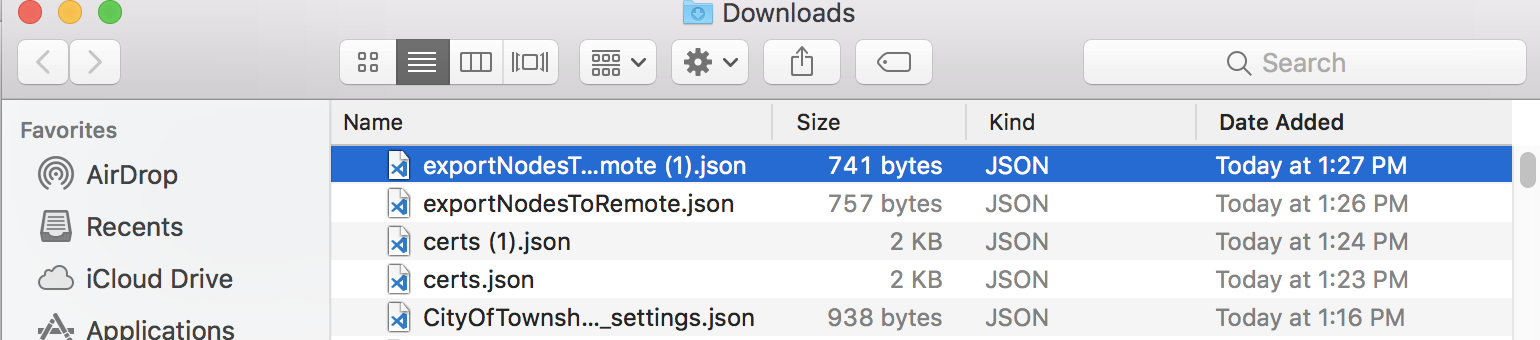 Downloads
Search
Favorites
AirDrop
Recents
iCloud Drive
Applications
Name Size Kind Date Added
exportNodesT...mote (1).json 741 bytes JSON Today at 1:27 PM
exportNodesToRemote.json 757 bytes JSON Today at 1:26 PM
certs (1).json 2 KB JSON Today at 1:24 PM
certs.json 2 KB JSON Today at 1:23 PM
CityOfTownsh..._settings.json 938 bytes JSON Today at 1:16 PM